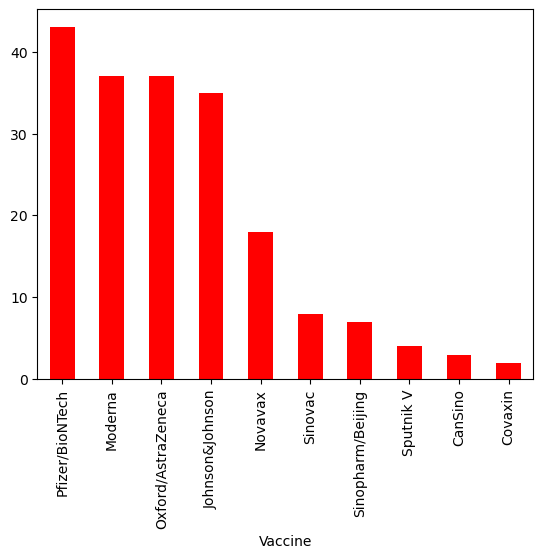 40
30
20
10
0
Pfizer/BioNTech
Moderna
Oxford/AstraZeneca
Johnson&Johnson
Novavax
Sinovac
Sinopharm/Beijing
Sputnik V
CanSino
Covaxin
Vaccine